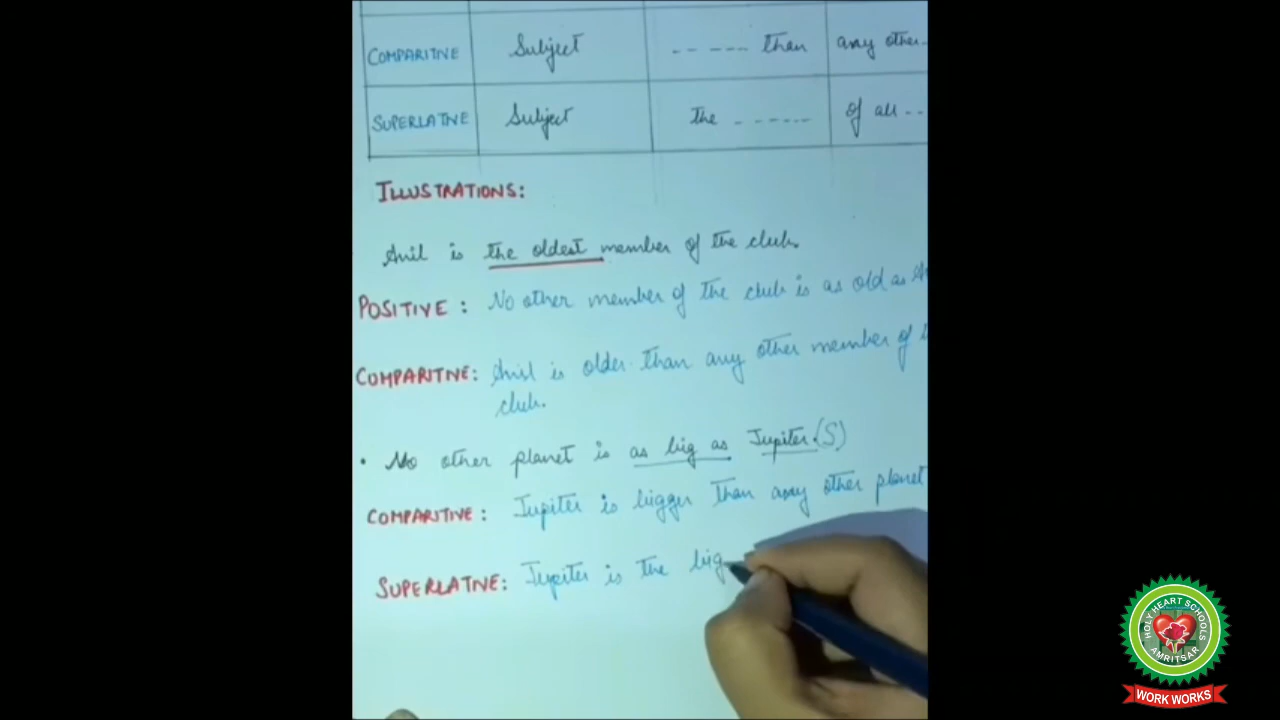 COMPARITIVE Subject ------ than any other..
SUPERLATIVE Subject the ------ of all --
ILLUSTRATIONS:
Anil is the oldest member of the club.
POSITIVE: No other member of the club is as old as
COMPARITIVE: Anil is older than any other member of
club.
• No other planet is as big as Jupiter. (S)
COMPARITIVE: Jupiter is bigger than any other planet
SUPERLATIVE: Jupiter is the big
HOLY HEART SCHOOLS
AMRITSAR
WORK WORKS